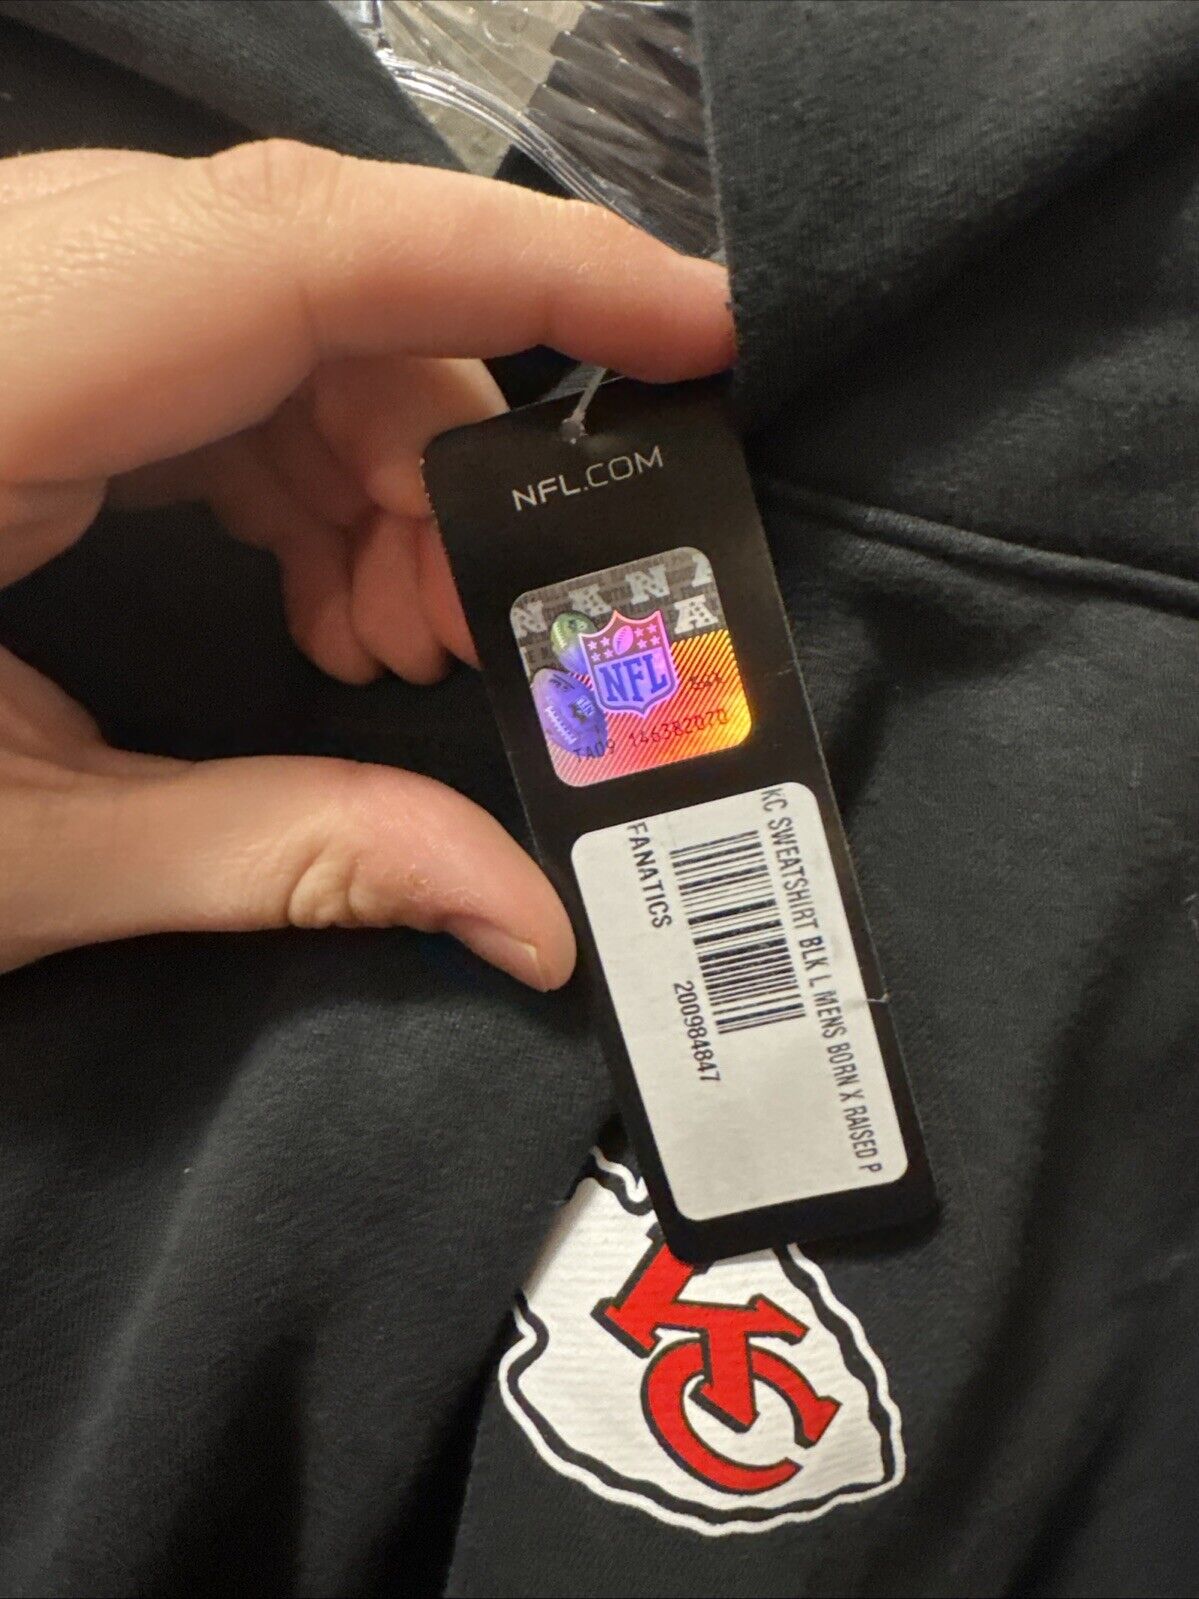 NFL.COM
NFL
TA09 146382070
KC SWEATSHIRT BLK L MENS BORN X RAISED P
200984847
FANATICS
KC